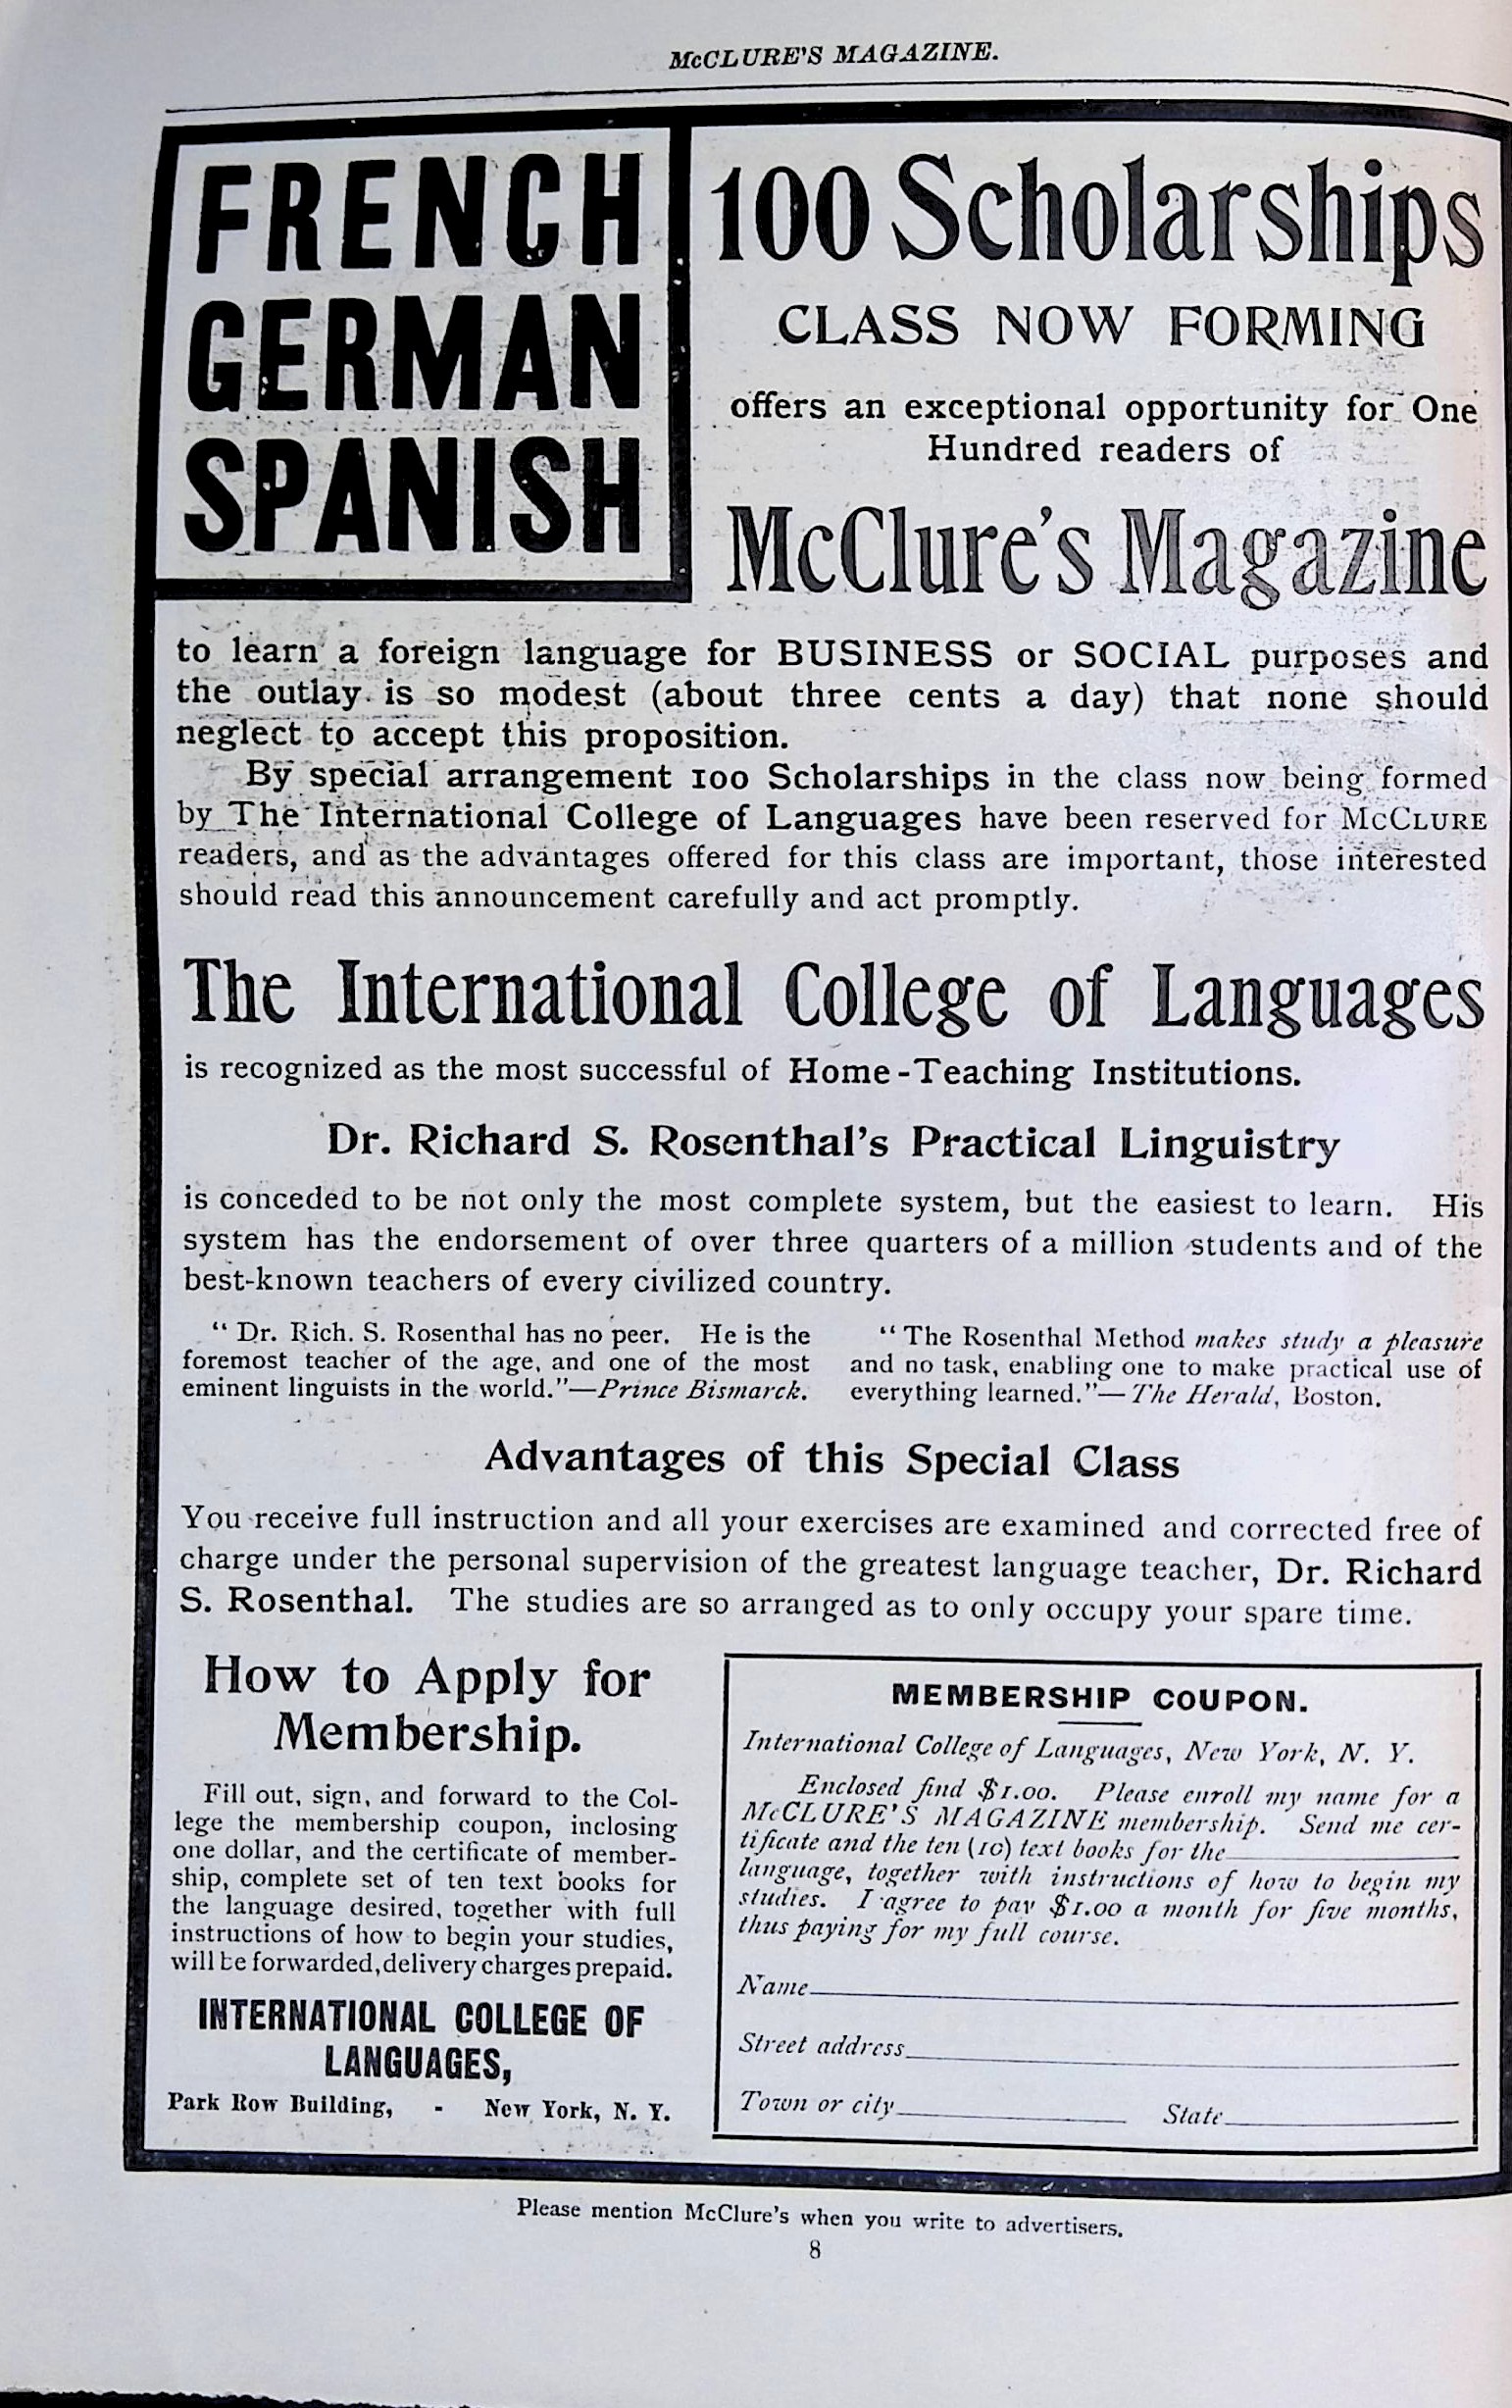 McCLURE'S MAGAZINE.
FRENCH
GERMAN
SPANISH
100 Scholarships
CLASS NOW FORMING
offers an exceptional opportunity for One
Hundred readers of
McClure's Magazine
to learn a foreign language for BUSINESS or SOCIAL purposes and
the outlay is so modest (about three cents a day) that none should
neglect to accept this proposition.
By special arrangement 100 Scholarships in the class now being formed
by The International College of Languages have been reserved for McCLURE
readers, and as the advantages offered for this class are important, those interested
should read this announcement carefully and act promptly.
The International College of Languages
is recognized as the most successful of Home-Teaching Institutions.
Dr. Richard S. Rosenthal's Practical Linguistry
is conceded to be not only the most complete system, but the easiest to learn. His
system has the endorsement of over three quarters of a million students and of the
best-known teachers of every civilized country.
"Dr. Rich. S. Rosenthal has no peer. He is the
foremost teacher of the age, and one of the most
eminent linguists in the world."—Prince Bismarck.
"The Rosenthal Method makes study a pleasure
and no task, enabling one to make practical use of
everything learned."—The Herald, Boston.
Advantages of this Special Class
You receive full instruction and all your exercises are examined and corrected free of
charge under the personal supervision of the greatest language teacher, Dr. Richard
S. Rosenthal. The studies are so arranged as to only occupy your spare time.
How to Apply for
Membership.
Fill out, sign, and forward to the Col-
lege the membership coupon, inclosing
one dollar, and the certificate of member-
ship, complete set of ten text books for
the language desired, together with full
instructions of how to begin your studies,
will be forwarded, delivery charges prepaid.
INTERNATIONAL COLLEGE OF
LANGUAGES,
Park Row Building, - New York, N. Y.
MEMBERSHIP COUPON.
International College of Languages, New York, N. Y.
Enclosed find $1.00. Please enroll my name for a
McCLURE'S MAGAZINE membership. Send me cer-
tificate and the ten (10) text books for the
language, together with instructions of how to begin my
studies. I agree to pay $1.00 a month for five months,
thus paying for my full course.
Name
Street address
Town or city State
Please mention McClure's when you write to advertisers.
8